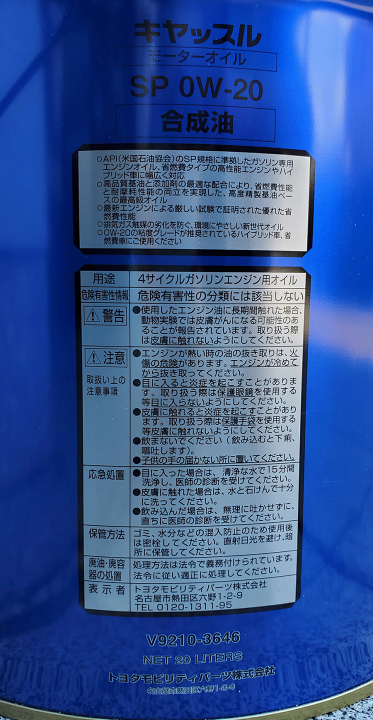 キャッスル
モーターオイル
SP 0W-20
合成油
○API(米国石油協会)のSP規格に準拠したガソリン専用
エンジンオイル、省燃費タイプの高性能エンジンやハイ
ブリッド車に幅広く対応
○高品質基油と添加剤の最適な配合により、省燃費性能
と耐摩耗性能の両立を実現した、高度精製基油ベー
スの最高級オイル
○最新エンジンによる厳しい試験で証明された優れた省
燃費性能
○排気ガス触媒の劣化を防ぐ、環境にやさしい新世代オイル
○0W-20の粘度グレードが推奨されているハイブリッド車、省
燃費車にご使用ください
用途 4サイクルガソリンエンジン用オイル
危険有害性情報 危険有害性の分類には該当しない
警告 ●使用したエンジン油に長期間触れた場合、
動物実験では皮膚がんになる可能性のあ
ることが報告されています。取り扱う際
は皮膚に触れないようにしてください。
注意
取扱い上の
注意事項
●エンジンが熱い時の油の抜き取りは、火
傷の危険があります。エンジンが冷めて
から抜き取ってください。
●目に入ると炎症を起こすことがありま
す。取り扱う際は保護眼鏡を使用する
等目に入らないようにしてください。
●皮膚に触れると炎症を起こすことがあり
ます。取り扱う際は保護手袋を使用する
等皮膚に触れないようにしてください。
●飲まないでください(飲み込むと下痢、
嘔吐します)。
●子供の手の届かない所に置いてください。
応急処置 ●目に入った場合は、清浄な水で15分間
洗浄し、医師の診断を受けてください。
●皮膚に触れた場合は、水と石けんで十分
に洗ってください。
●飲み込んだ場合は、無理に吐かせずに、
直ちに医師の診断を受けてください。
保管方法 ゴミ、水分などの混入防止のため使用後
は密栓してください。直射日光を避け、暗
所に保管してください。
廃油・廃容
器の処置
処理方法は法令で義務付けられています。
法令に従い適正に処理してください。
表示者 トヨタモビリティパーツ株式会社
名古屋市熱田区六野1-2-9
TEL 0120-1311-95
V9210-3646
NET 20 LITERS
トヨタモビリティパーツ株式会社
名古屋市熱田区六野1-2-9